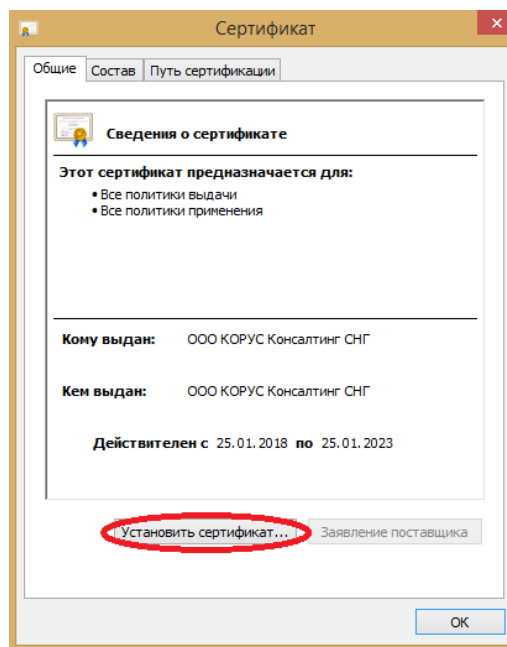 Сертификат
Общие Состав Путь сертификации
Сведения о сертификате
Этот сертификат предназначается для:
• Все политики выдачи
• Все политики применения
Кому выдан: ООО КОРУС Консалтинг СНГ
Кем выдан: ООО КОРУС Консалтинг СНГ
Действителен с 25.01.2018 по 25.01.2023
Установить сертификат... Заявление поставщика
ОК